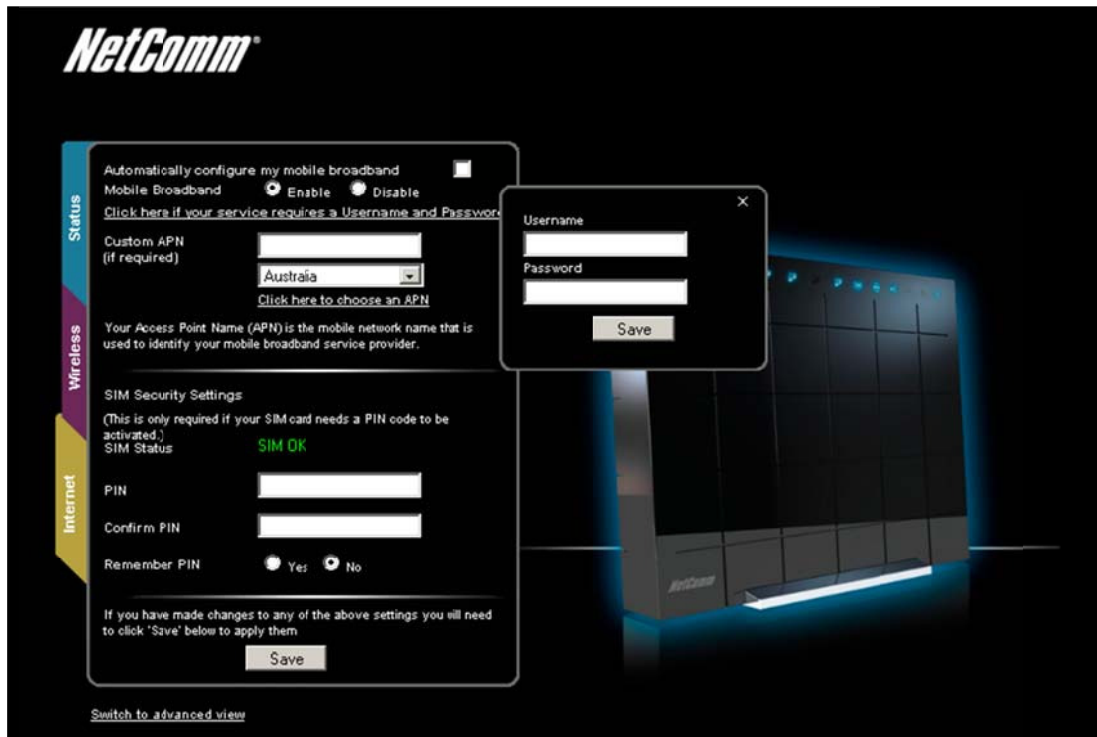 NetComm
Status
Wireless
Internet
Automatically configure my mobile broadband
Mobile Broadband Enable Disable
Click here if your service requires a Username and Password
Custom APN
(if required)
Australia
Click here to choose an APN
Your Access Point Name (APN) is the mobile network name that is
used to identify your mobile broadband service provider.
SIM Security Settings
(This is only required if your SIM card needs a PIN code to be
activated.)
SIM Status SIM OK
PIN
Confirm PIN
Remember PIN Yes No
If you have made changes to any of the above settings you will need
to click 'Save' below to apply them
Save
Switch to advanced view
×
Username
Password
Save
NetComm